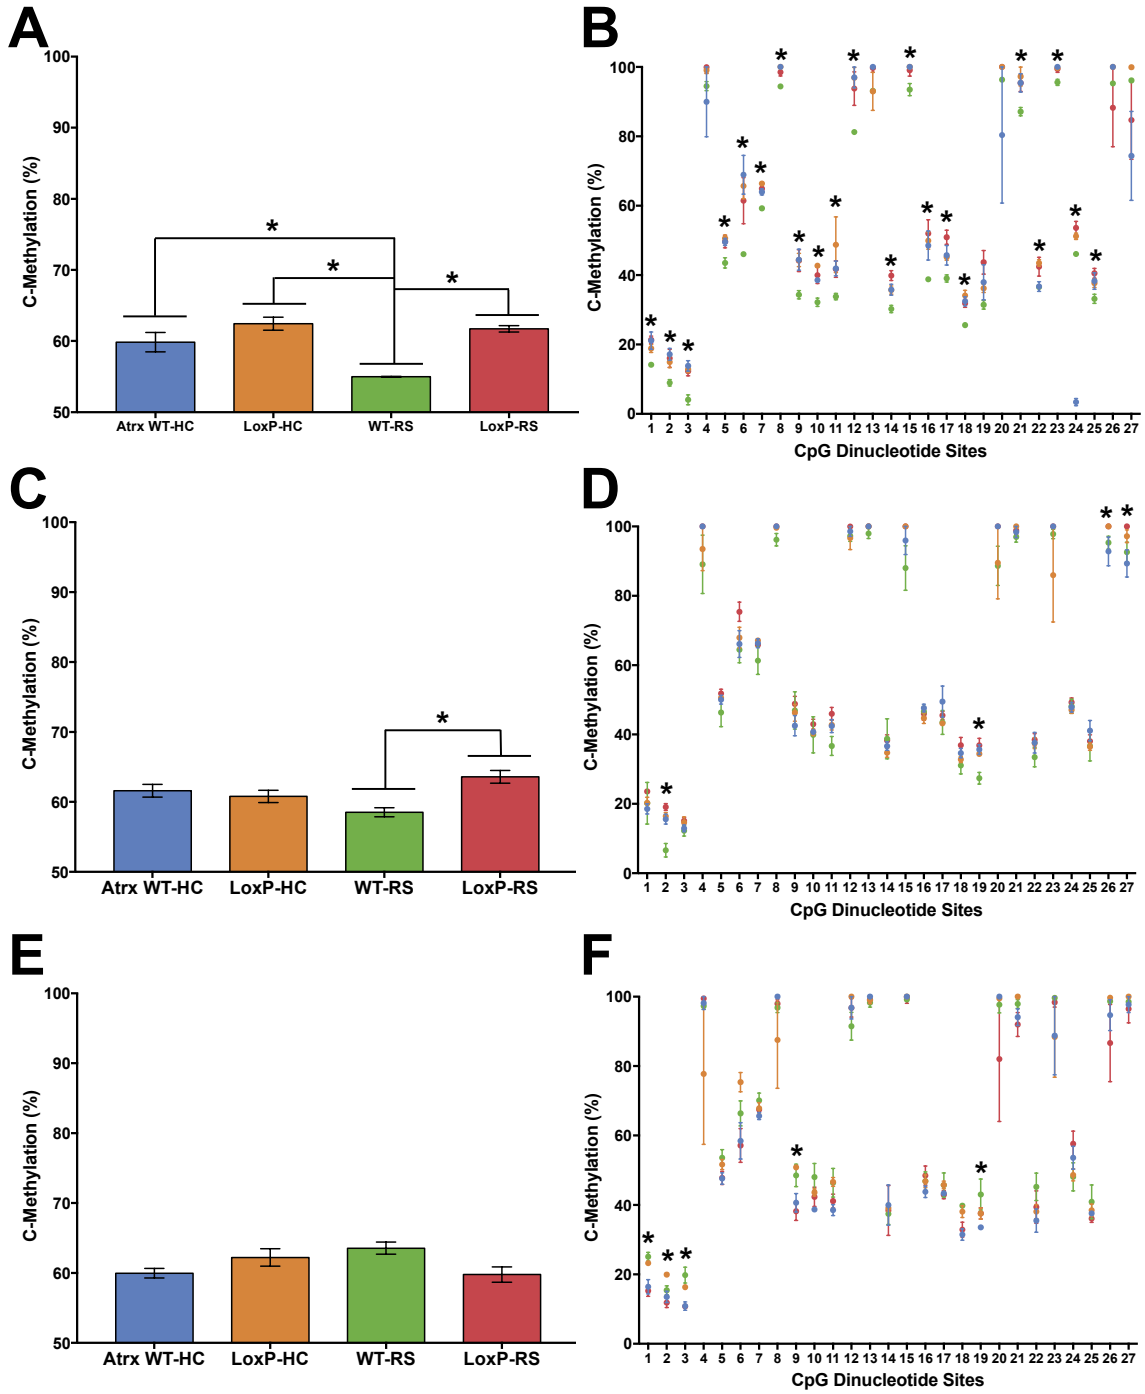 A
C-Methylation (%)
100
90
80
70
60
50
* * *
Atrx WT-HC LoxP-HC WT-RS LoxP-RS
B
C-Methylation (%)
100
80
60
40
20
0
* * * * * * * * * * * * * * * * * * * * *
1 2 3 4 5 6 7 8 9 10 11 12 13 14 15 16 17 18 19 20 21 22 23 24 25 26 27
CpG Dinucleotide Sites
C
C-Methylation (%)
100
90
80
70
60
50
*
Atrx WT-HC LoxP-HC WT-RS LoxP-RS
D
C-Methylation (%)
100
80
60
40
20
0
* * * *
1 2 3 4 5 6 7 8 9 10 11 12 13 14 15 16 17 18 19 20 21 22 23 24 25 26 27
CpG Dinucleotide Sites
E
C-Methylation (%)
100
90
80
70
60
50
Atrx WT-HC LoxP-HC WT-RS LoxP-RS
F
C-Methylation (%)
100
80
60
40
20
0
* * * * *
1 2 3 4 5 6 7 8 9 10 11 12 13 14 15 16 17 18 19 20 21 22 23 24 25 26 27
CpG Dinucleotide Sites